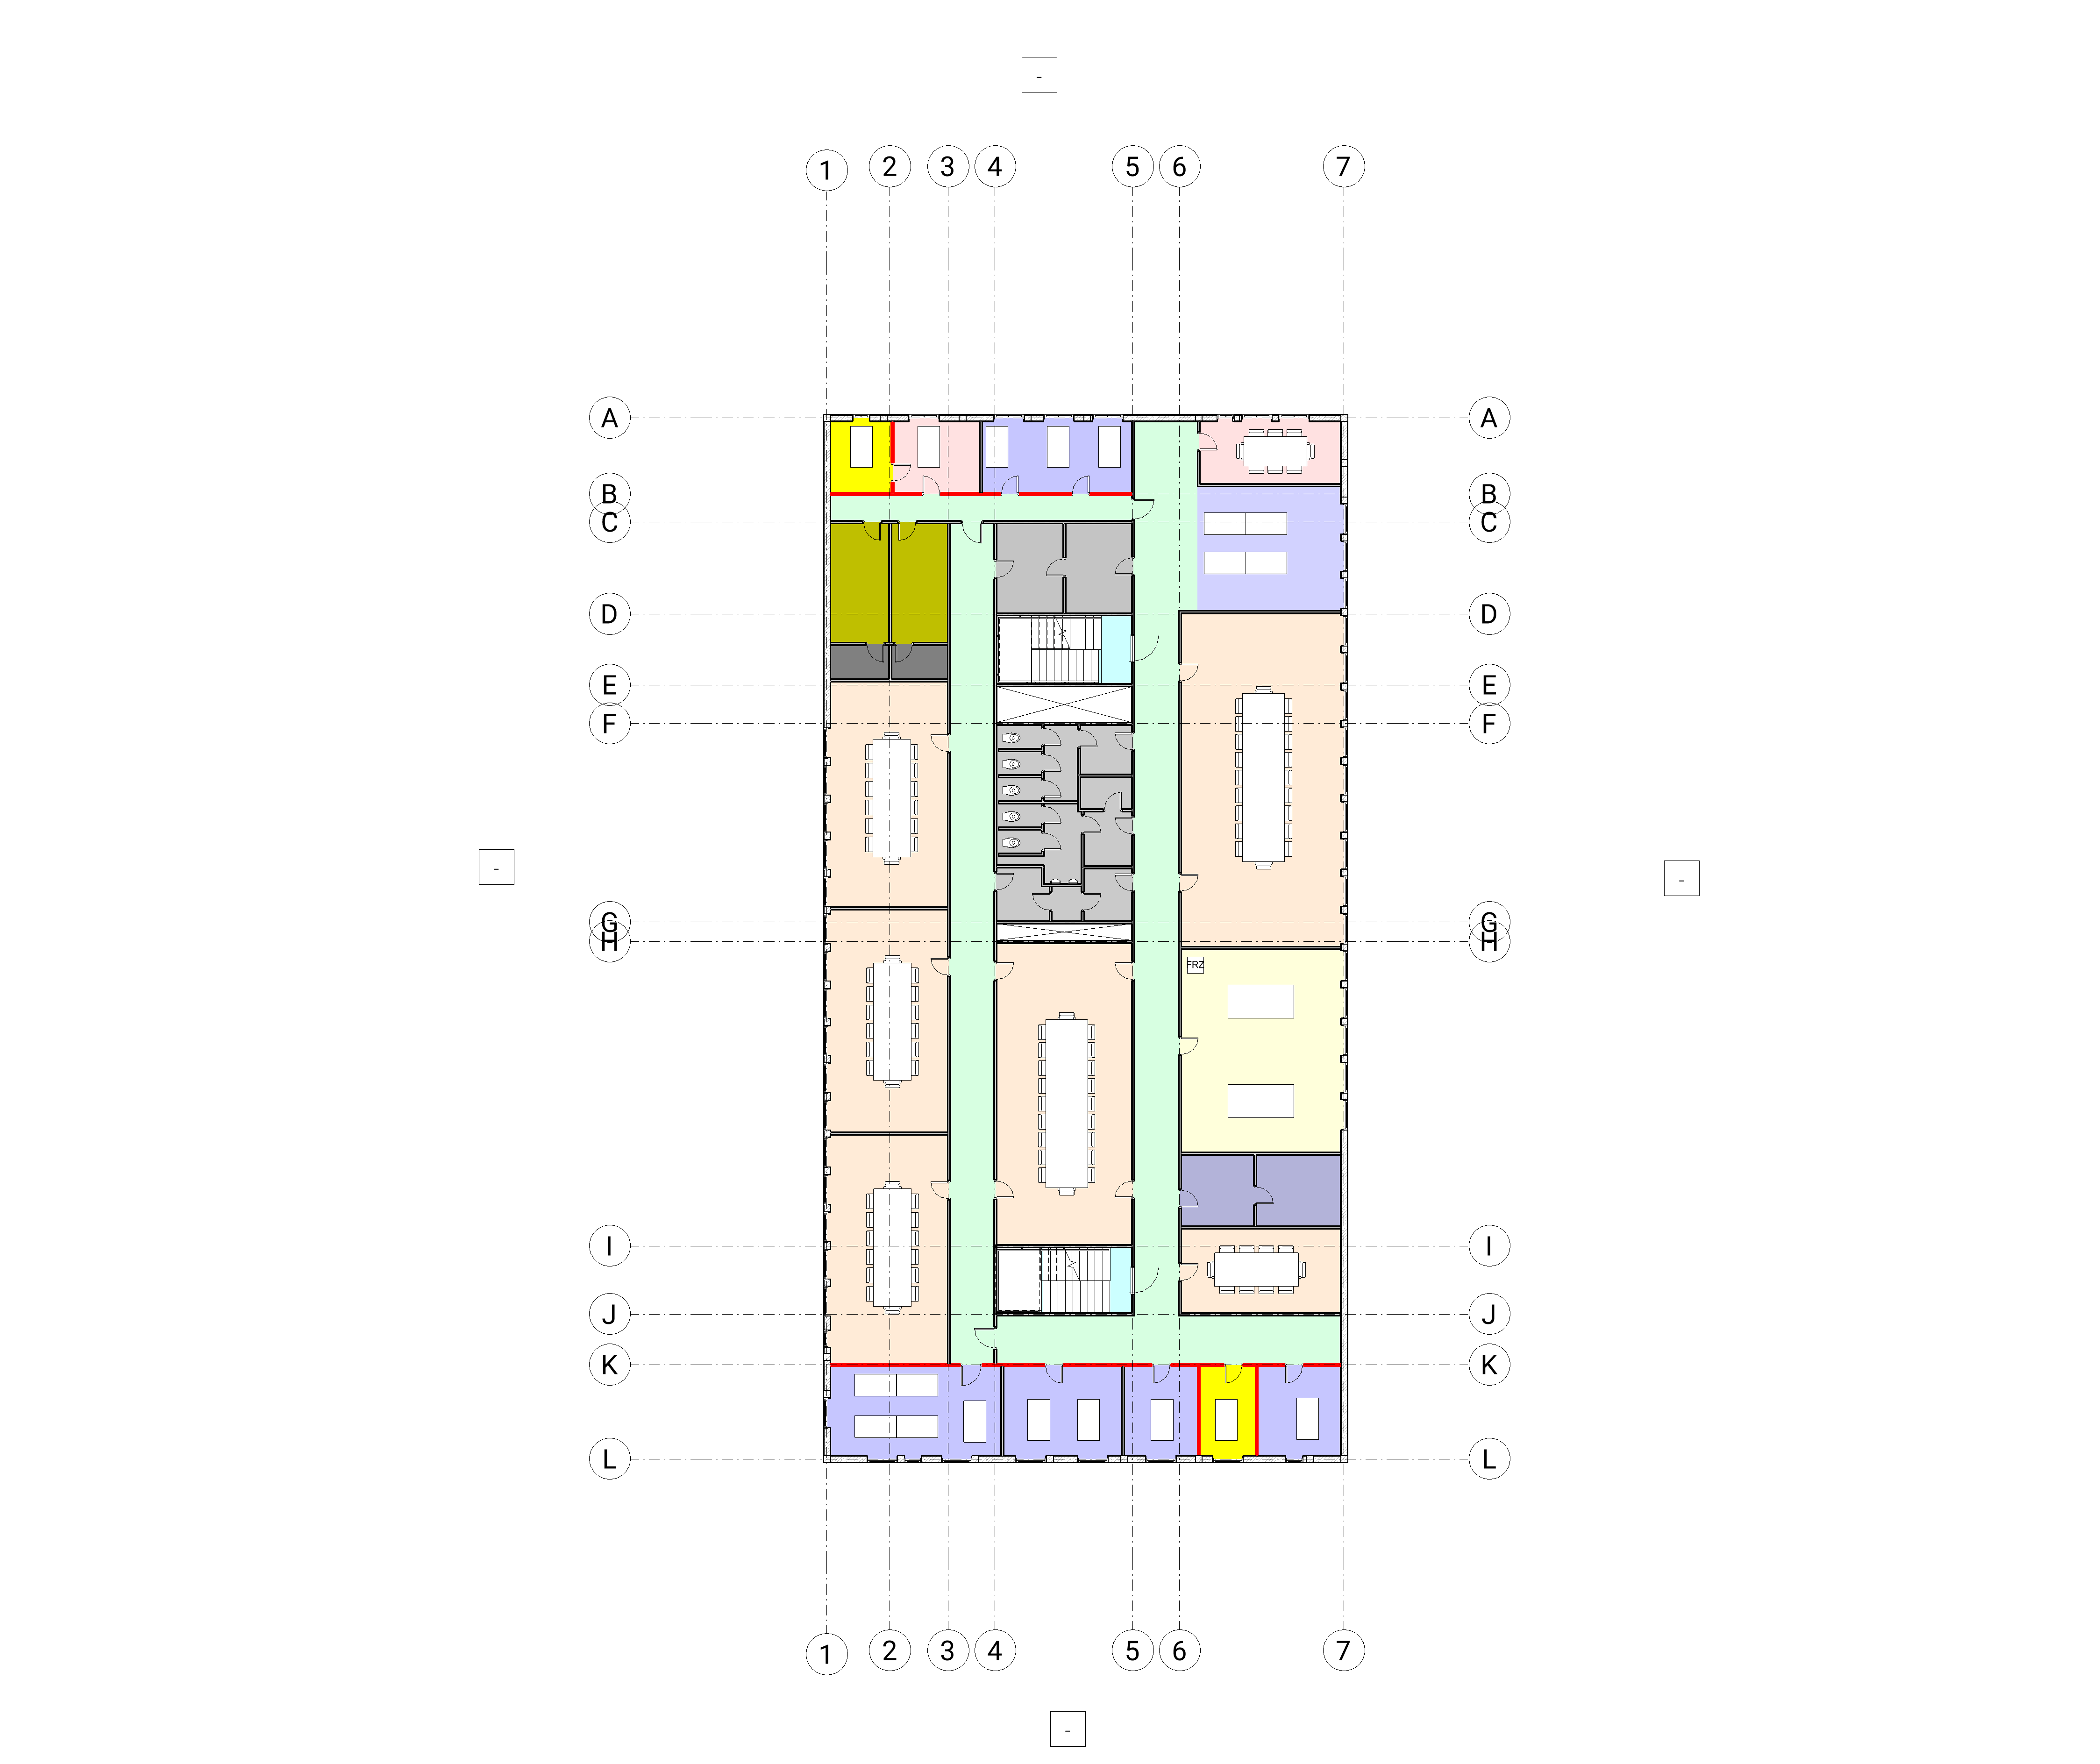 -
1 2 3 4 5 6 7
A A
B B
C C
D D
E E
F F
- -
G G
H H
FRZ
I I
J J
K K
L L
1 2 3 4 5 6 7
-